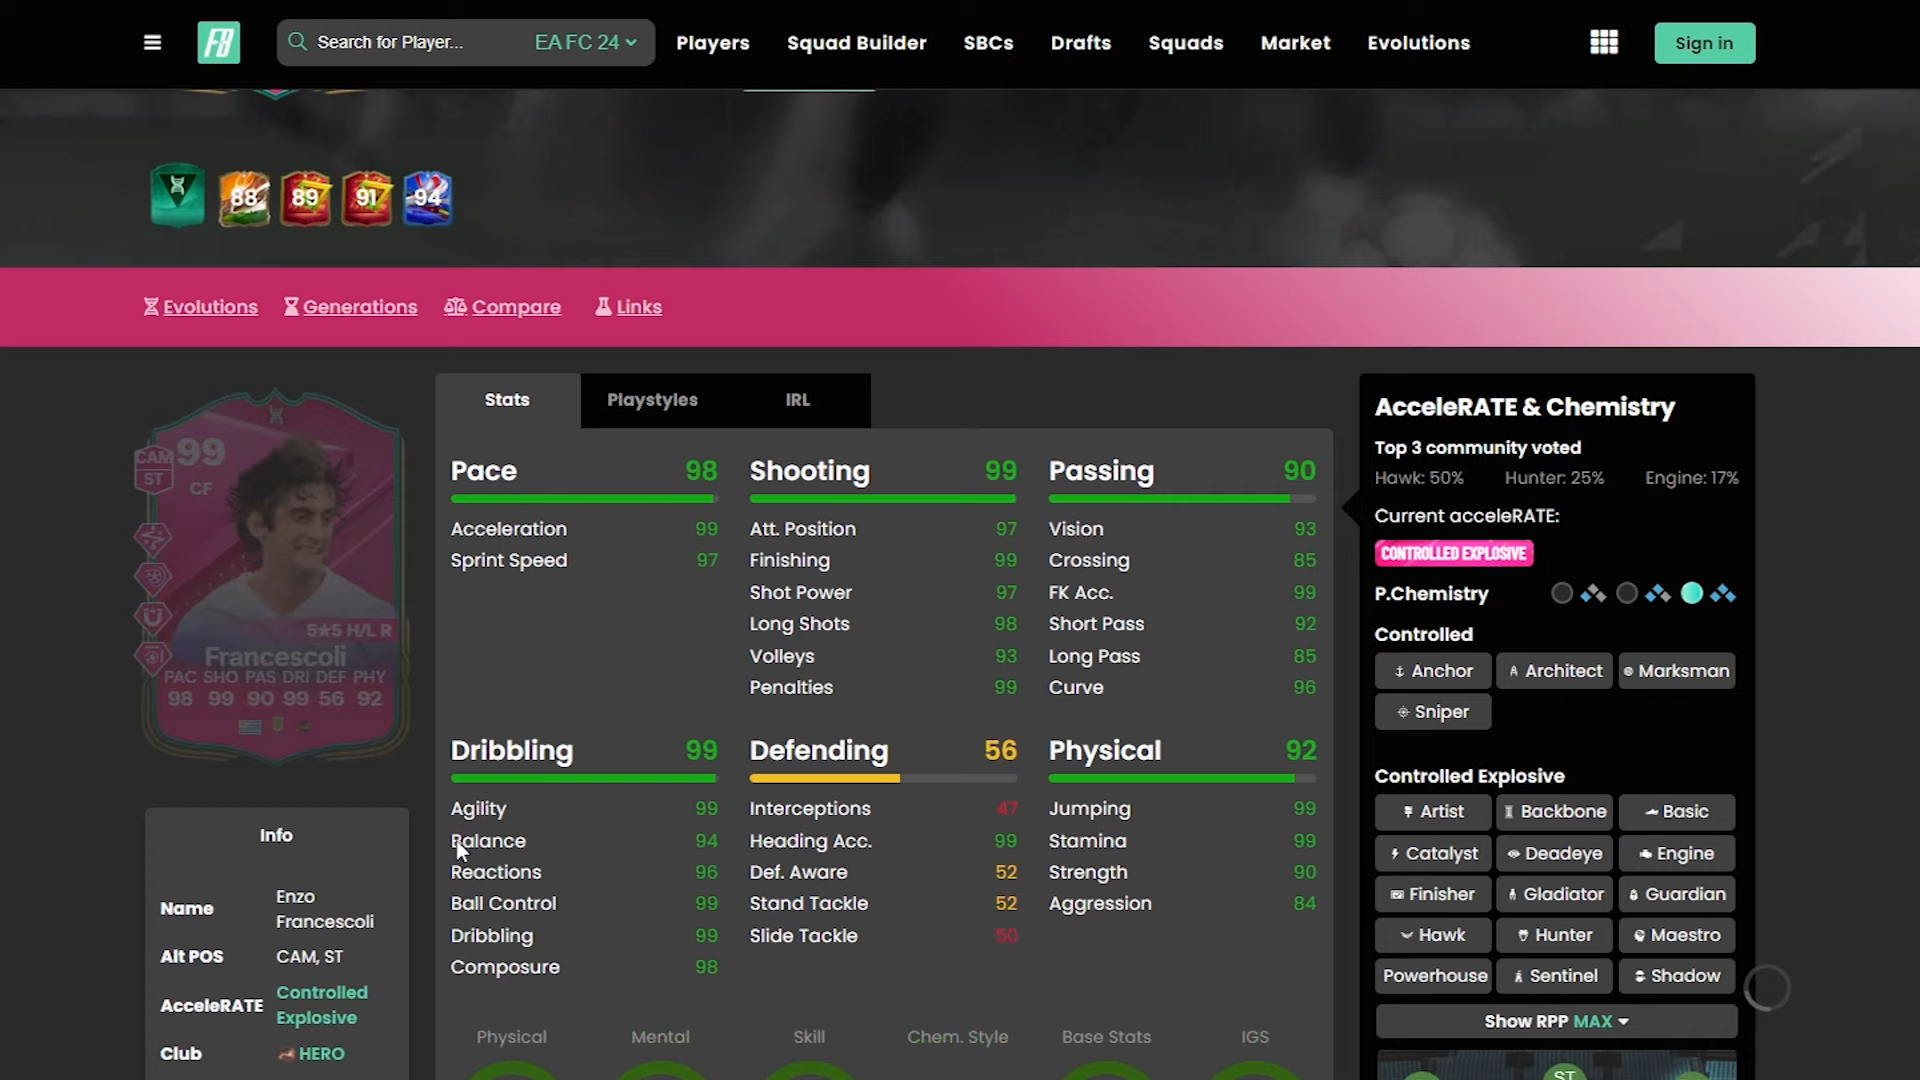 F8
Search for Player...
EA FC 24
Players
Squad Builder
SBCs
Drafts
Squads
Market
Evolutions
Sign in
88
89
91
94
Evolutions
Generations
Compare
Links
99
CAM
ST
CF
5★5 H/L R
Francescoli
PAC SHO PAS DRI DEF PHY
98 99 90 99 56 92
Info
Name
Enzo
Francescoli
Alt POS
CAM, ST
AcceleRATE
Controlled
Explosive
Club
HERO
Stats
Playstyles
IRL
Pace 98
Acceleration 99
Sprint Speed 97
Shooting 99
Att. Position 97
Finishing 99
Shot Power 97
Long Shots 98
Volleys 93
Penalties 99
Passing 90
Vision 93
Crossing 85
FK Acc. 99
Short Pass 92
Long Pass 85
Curve 96
Dribbling 99
Agility 99
Balance 94
Reactions 96
Ball Control 99
Dribbling 99
Composure 98
Defending 56
Interceptions 47
Heading Acc. 99
Def. Aware 52
Stand Tackle 52
Slide Tackle 50
Physical 92
Jumping 99
Stamina 99
Strength 90
Aggression 84
Physical
Mental
Skill
Chem. Style
Base Stats
IGS
AcceleRATE & Chemistry
Top 3 community voted
Hawk: 50% Hunter: 25% Engine: 17%
Current acceleRATE:
CONTROLLED EXPLOSIVE
P.Chemistry
Controlled
Anchor
Architect
Marksman
Sniper
Controlled Explosive
Artist
Backbone
Basic
Catalyst
Deadeye
Engine
Finisher
Gladiator
Guardian
Hawk
Hunter
Maestro
Powerhouse
Sentinel
Shadow
Show RPP MAX
ST